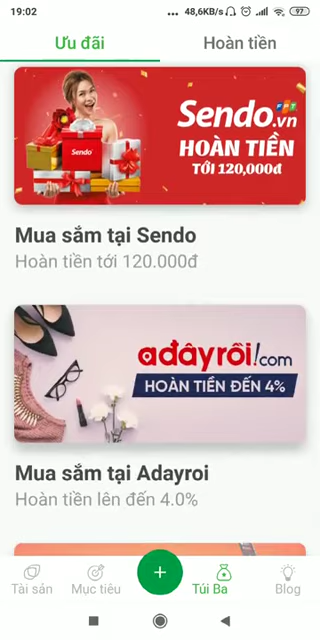 19:02
... 48,6KB/s
97
Ưu đãi
Hoàn tiền
Sendo
Sendo.vn
FPT
HOÀN TIỀN
TỚI 120,000đ
Mua sắm tại Sendo
Hoàn tiền tới 120.000đ
adâyrồi!com
HOÀN TIỀN ĐẾN 4%
Mua sắm tại Adayroi
Hoàn tiền lên đến 4.0%
Tài sản
Mục tiêu
Túi Ba
Blog